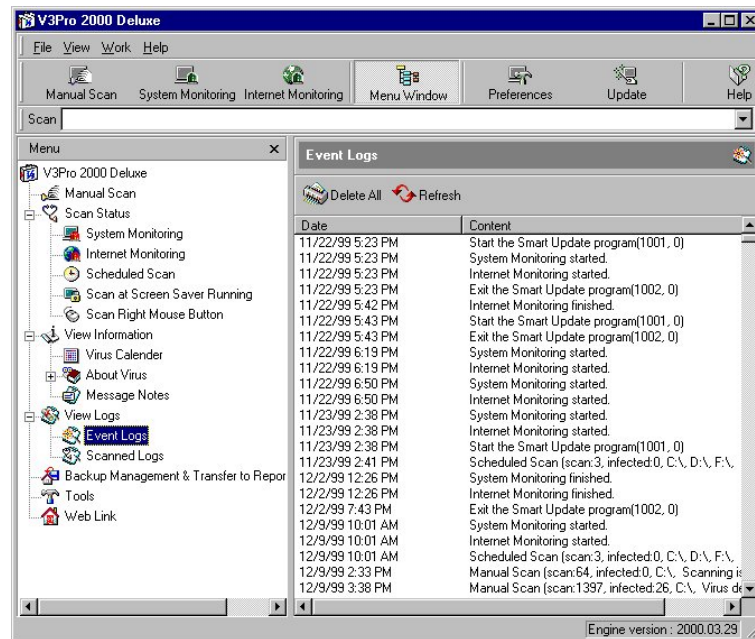 V3Pro 2000 Deluxe
File View Work Help
Manual Scan System Monitoring Internet Monitoring Menu Window Preferences Update Help
Scan
Menu
V3Pro 2000 Deluxe
Manual Scan
Scan Status
System Monitoring
Internet Monitoring
Scheduled Scan
Scan at Screen Saver Running
Scan Right Mouse Button
View Information
Virus Calender
About Virus
Message Notes
View Logs
Event Logs
Scanned Logs
Backup Management & Transfer to Repor
Tools
Web Link
Event Logs
Delete All Refresh
Date Content
11/22/99 5:23 PM Start the Smart Update program(1001, 0)
11/22/99 5:23 PM System Monitoring started.
11/22/99 5:23 PM Internet Monitoring started.
11/22/99 5:23 PM Exit the Smart Update program(1002, 0)
11/22/99 5:42 PM Internet Monitoring finished.
11/22/99 5:43 PM Start the Smart Update program(1001, 0)
11/22/99 5:43 PM Exit the Smart Update program(1002, 0)
11/22/99 6:19 PM System Monitoring started.
11/22/99 6:19 PM Internet Monitoring started.
11/22/99 6:50 PM System Monitoring started.
11/22/99 6:50 PM Internet Monitoring started.
11/23/99 2:38 PM System Monitoring started.
11/23/99 2:38 PM Internet Monitoring started.
11/23/99 2:38 PM Start the Smart Update program(1001, 0)
11/23/99 2:41 PM Scheduled Scan (scan:3, infected:0, C:\, D:\, F:\,
12/2/99 12:26 PM System Monitoring finished.
12/2/99 12:26 PM Internet Monitoring finished.
12/2/99 7:43 PM Exit the Smart Update program(1002, 0)
12/9/99 10:01 AM System Monitoring started.
12/9/99 10:01 AM Internet Monitoring started.
12/9/99 10:01 AM Scheduled Scan (scan:3, infected:0, C:\, D:\, F:\,
12/9/99 2:33 PM Manual Scan (scan:64, infected:0, C:\, Scanning is
12/9/99 3:38 PM Manual Scan (scan:1397, infected:26, C:\, Virus de
Engine version : 2000.03.29